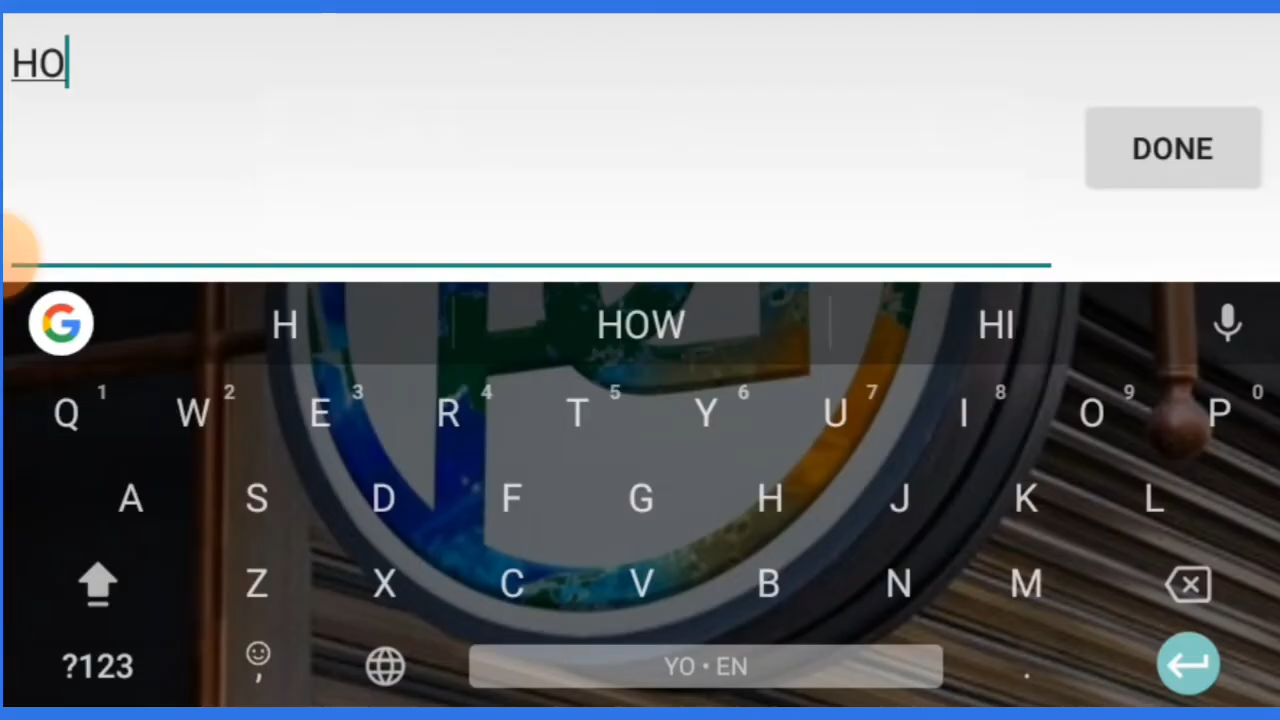 HO
DONE
H HOW HI
Q 1 W 2 E 3 R 4 T 5 Y 6 U 7 I 8 O 9 P 0
A S D F G H J K L
Z X C V B N M
?123 , YO • EN .